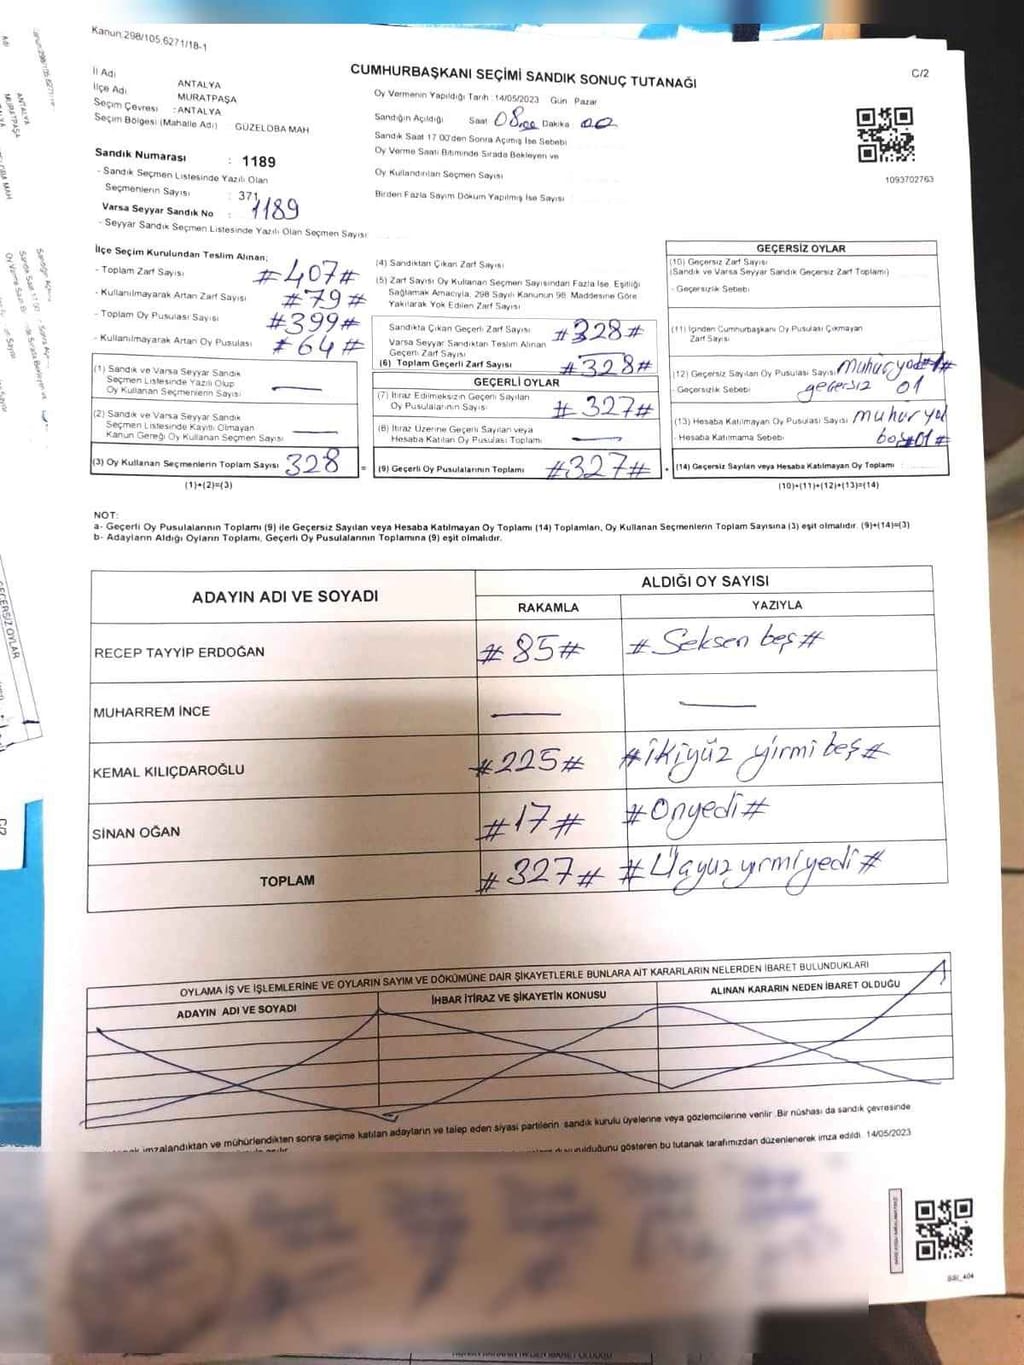 Kanun:298/105,6271/18-1
C/2
CUMHURBAŞKANI SEÇİMİ SANDIK SONUÇ TUTANAĞI
İl Adı ANTALYA
İlçe Adı MURATPAŞA
Seçim Çevresi : ANTALYA
Seçim Bölgesi (Mahalle Adı) GÜZELOBA MAH
Oy Vermenin Yapıldığı Tarih : 14/05/2023 Gün Pazar
Sandığın Açıldığı Saat 08.00 Dakika 00
Sandık Saat 17:00'den Sonra Açımış İse Sebebi
Oy Verme Saati Bitiminde Sırada Bekleyen ve
Oy Kullandırılan Seçmen Sayısı
Birden Fazla Sayım Döküm Yapılmış İse Sayısı
1093702763
Sandık Numarası : 1189
- Sandık Seçmen Listesinde Yazılı Olan
Seçmenlerin Sayısı : 371
Varsa Seyyar Sandık No : 1189
- Seyyar Sandık Seçmen Listesinde Yazılı Olan Seçmen Sayısı
İlçe Seçim Kurulundan Teslim Alınan;
- Toplam Zarf Sayısı #407#
- Kullanılmayarak Artan Zarf Sayısı #79#
- Toplam Oy Pusulası Sayısı #399#
- Kullanılmayarak Artan Oy Pusulası #64#
(1) Sandık ve Varsa Seyyar Sandık
Seçmen Listesinde Yazılı Olup
Oy Kullanan Seçmenlerin Sayısı
(2) Sandık ve Varsa Seyyar Sandık
Seçmen Listesinde Kayıtlı Olmayan
Kanun Gereği Oy Kullanan Seçmen Sayısı
(3) Oy Kullanan Seçmenlerin Toplam Sayısı 328 =
(1)+(2)=(3)
(4) Sandıktan Çıkan Zarf Sayısı
(5) Zarf Sayısı Oy Kullanan Seçmen Sayısından Fazla İse, Eşitliği
Sağlamak Amacıyla, 298 Sayılı Kanunun 98. Maddesine Göre
Yakılarak Yok Edilen Zarf Sayısı
Sandıkta Çıkan Geçerli Zarf Sayısı #328#
Varsa Seyyar Sandıktan Teslim Alınan
Geçerli Zarf Sayısı
(6) Toplam Geçerli Zarf Sayısı #328#
GEÇERLİ OYLAR
(7) İtiraz Edilmeksizin Geçerli Sayılan
Oy Pusulalarının Sayısı #327#
(8) İtiraz Üzerine Geçerli Sayılan veya
Hesaba Katılan Oy Pusulası Toplamı
(9) Geçerli Oy Pusulalarının Toplamı #327# +
GEÇERSİZ OYLAR
(10) Geçersiz Zarf Sayısı
(Sandık ve Varsa Seyyar Sandık Geçersiz Zarf Toplamı)
- Geçersizlik Sebebi
(11) İçinden Cumhurbaşkanı Oy Pusulası Çıkmayan
Zarf Sayısı
(12) Geçersiz Sayılan Oy Pusulası Sayısı
- Geçersizlik Sebebi geçersiz 01
(13) Hesaba Katılmayan Oy Pusulası Sayısı
- Hesaba Katılmama Sebebi
(14) Geçersiz Sayılan veya Hesaba Katılmayan Oy Toplamı
(10)+(11)+(12)+(13)=(14)
NOT:
a- Geçerli Oy Pusulalarının Toplamı (9) ile Geçersiz Sayılan veya Hesaba Katılmayan Oy Toplamı (14) Toplamları, Oy Kullanan Seçmenlerin Toplam Sayısına (3) eşit olmalıdır. (9)+(14)=(3)
b- Adayların Aldığı Oyların Toplamı, Geçerli Oy Pusulalarının Toplamına (9) eşit olmalıdır.
ADAYIN ADI VE SOYADI
ALDIĞI OY SAYISI
RAKAMLA YAZIYLA
RECEP TAYYİP ERDOĞAN #85# #Seksen beş#
MUHARREM İNCE
KEMAL KILIÇDAROĞLU #225# #ikiyüz yirmi beş#
SİNAN OĞAN #17# #Onyedi#
TOPLAM #327# #Üçyüz yirmi yedi#
OYLAMA İŞ VE İŞLEMLERİNE VE OYLARIN SAYIM VE DÖKÜMÜNE DAİR ŞİKAYETLERLE BUNLARA AİT KARARLARIN NELERDEN İBARET BULUNDUKLARI
ADAYIN ADI VE SOYADI İHBAR İTİRAZ VE ŞİKAYETİN KONUSU ALINAN KARARIN NEDEN İBARET OLDUĞU
imzalandıktan ve mühürlendikten sonra seçime katılan adayların ve talep eden siyasi partilerin sandık kurulu üyelerine veya gözlemcilerine verilir. Bir nüshası da sandık çevresinde
duyurulduğunu gösteren bu tutanak tarafımızdan düzenlenerek imza edildi. 14/05/2023